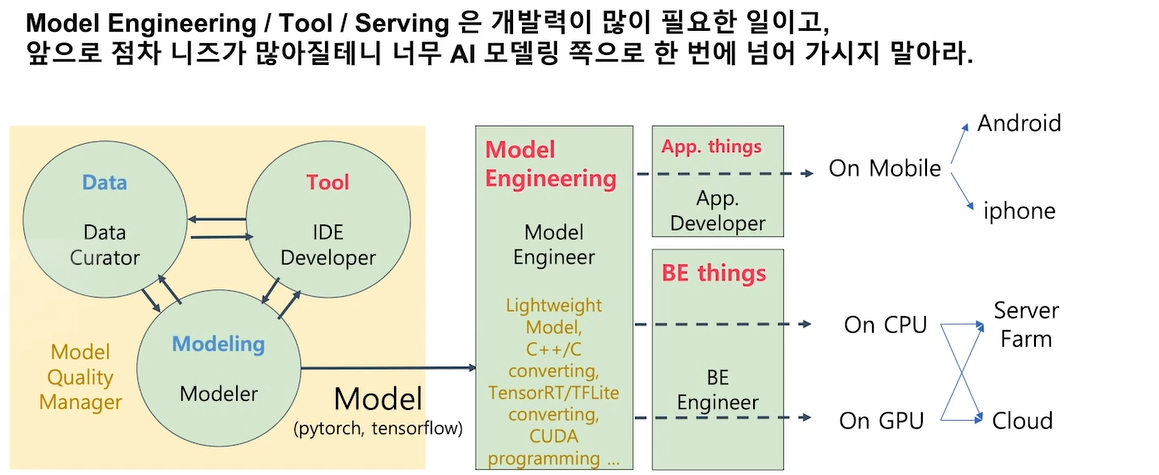 Model Engineering / Tool / Serving 은 개발력이 많이 필요한 일이고,
앞으로 점차 니즈가 많아질테니 너무 AI 모델링 쪽으로 한 번에 넘어 가시지 말아라.
Data
Data
Curator
Tool
IDE
Developer
Modeling
Modeler
Model
Quality
Manager
Model
(pytorch, tensorflow)
Model
Engineering
Model
Engineer
Lightweight
Model,
C++/C
converting,
TensorRT/TFLite
converting,
CUDA
programming ...
App. things
App.
Developer
BE things
BE
Engineer
On Mobile
Android
iphone
On CPU
On GPU
Server
Farm
Cloud